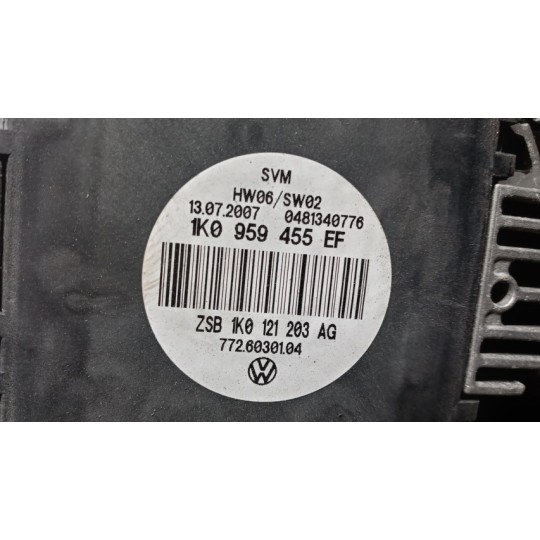 SVM
HW06/SW02
13.07.2007 0481340776
1K0 959 455 EF
ZSB 1K0 121 203 AG
772.60301.04